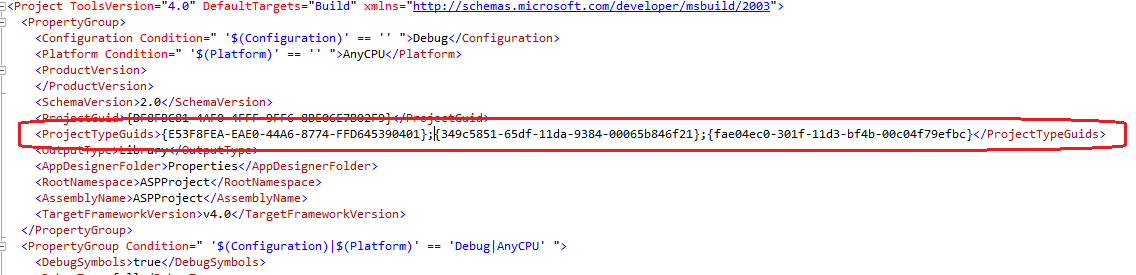 <Project ToolsVersion="4.0" DefaultTargets="Build" xmlns="http://schemas.microsoft.com/developer/msbuild/2003">
<PropertyGroup>
<Configuration Condition=" '$(Configuration)' == '' ">Debug</Configuration>
<Platform Condition=" '$(Platform)' == '' ">AnyCPU</Platform>
<ProductVersion>
</ProductVersion>
<SchemaVersion>2.0</SchemaVersion>
<ProjectGuid>{DF8FBC81-4AF0-4FFF-9FF6-8BE06E7B02F9}</ProjectGuid>
<ProjectTypeGuids>{E53F8FEA-EAE0-44A6-8774-FFD645390401};{349c5851-65df-11da-9384-00065b846f21};{fae04ec0-301f-11d3-bf4b-00c04f79efbc}</ProjectTypeGuids>
<OutputType>Library</OutputType>
<AppDesignerFolder>Properties</AppDesignerFolder>
<RootNamespace>ASPProject</RootNamespace>
<AssemblyName>ASPProject</AssemblyName>
<TargetFrameworkVersion>v4.0</TargetFrameworkVersion>
</PropertyGroup>
<PropertyGroup Condition=" '$(Configuration)|$(Platform)' == 'Debug|AnyCPU' ">
<DebugSymbols>true</DebugSymbols>